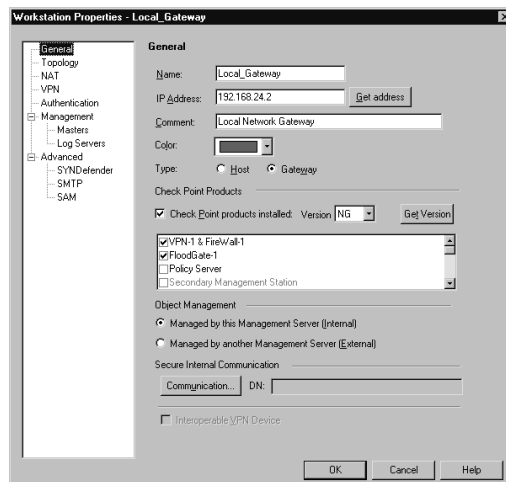 Workstation Properties - Local_Gateway
General
Topology
NAT
VPN
Authentication
Management
Masters
Log Servers
Advanced
SYNDefender
SMTP
SAM
General
Name: Local_Gateway
IP Address: 192.168.24.2 Get address
Comment: Local Network Gateway
Color:
Type: Host Gateway
Check Point Products
Check Point products installed: Version NG Get Version
VPN-1 & FireWall-1
FloodGate-1
Policy Server
Secondary Management Station
Object Management
Managed by this Management Server (Internal)
Managed by another Management Server (External)
Secure Internal Communication
Communication... DN:
Interoperable VPN Device
OK Cancel Help